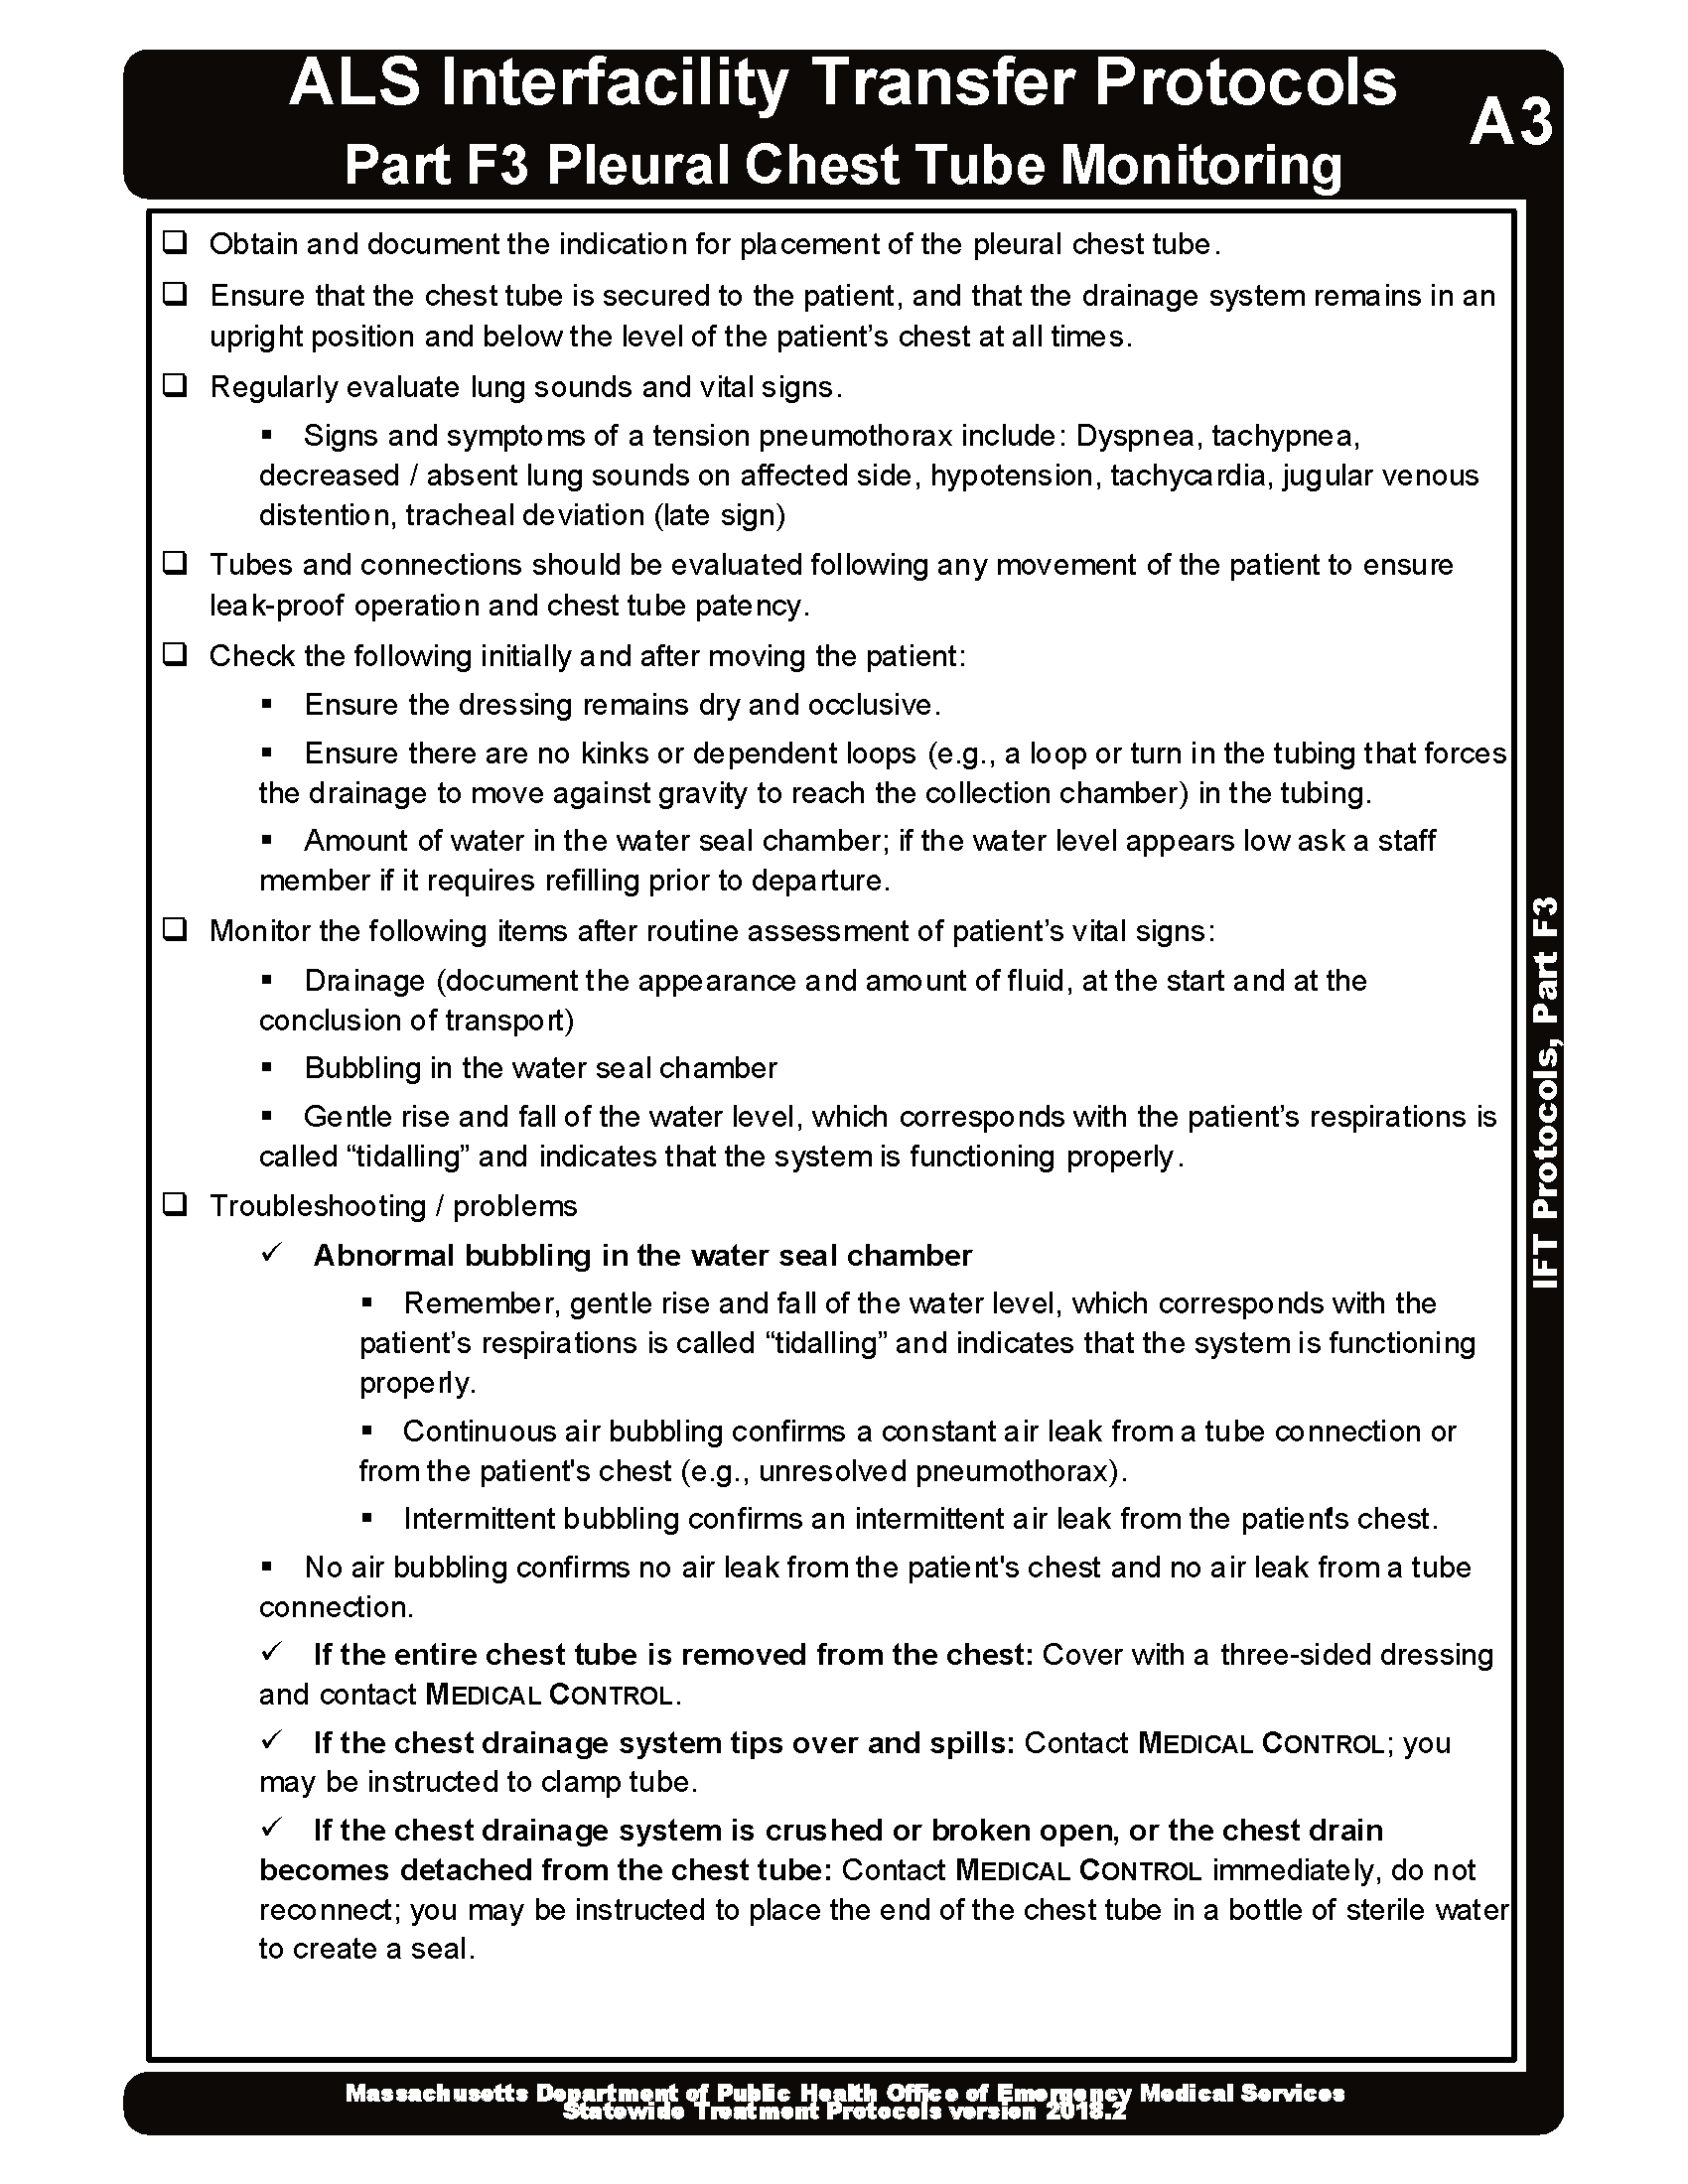 ALS Interfacility Transfer Protocols
Part F3 Pleural Chest Tube Monitoring
A3
❑ Obtain and document the indication for placement of the pleural chest tube.
❑ Ensure that the chest tube is secured to the patient, and that the drainage system remains in an
upright position and below the level of the patient’s chest at all times.
❑ Regularly evaluate lung sounds and vital signs.
▪ Signs and symptoms of a tension pneumothorax include: Dyspnea, tachypnea,
decreased / absent lung sounds on affected side, hypotension, tachycardia, jugular venous
distention, tracheal deviation (late sign)
❑ Tubes and connections should be evaluated following any movement of the patient to ensure
leak-proof operation and chest tube patency.
❑ Check the following initially and after moving the patient:
▪ Ensure the dressing remains dry and occlusive.
▪ Ensure there are no kinks or dependent loops (e.g., a loop or turn in the tubing that forces
the drainage to move against gravity to reach the collection chamber) in the tubing.
▪ Amount of water in the water seal chamber; if the water level appears low ask a staff
member if it requires refilling prior to departure.
❑ Monitor the following items after routine assessment of patient’s vital signs:
▪ Drainage (document the appearance and amount of fluid, at the start and at the
conclusion of transport)
▪ Bubbling in the water seal chamber
▪ Gentle rise and fall of the water level, which corresponds with the patient’s respirations is
called “tidalling” and indicates that the system is functioning properly.
❑ Troubleshooting / problems
✓ Abnormal bubbling in the water seal chamber
▪ Remember, gentle rise and fall of the water level, which corresponds with the
patient’s respirations is called “tidalling” and indicates that the system is functioning
properly.
▪ Continuous air bubbling confirms a constant air leak from a tube connection or
from the patient's chest (e.g., unresolved pneumothorax).
▪ Intermittent bubbling confirms an intermittent air leak from the patient's chest.
▪ No air bubbling confirms no air leak from the patient's chest and no air leak from a tube
connection.
✓ If the entire chest tube is removed from the chest: Cover with a three-sided dressing
and contact MEDICAL CONTROL.
✓ If the chest drainage system tips over and spills: Contact MEDICAL CONTROL; you
may be instructed to clamp tube.
✓ If the chest drainage system is crushed or broken open, or the chest drain
becomes detached from the chest tube: Contact MEDICAL CONTROL immediately, do not
reconnect; you may be instructed to place the end of the chest tube in a bottle of sterile water
to create a seal.
IFT Protocols, Part F3
Massachusetts Department of Public Health Office of Emergency Medical Services
Statewide Treatment Protocols version 2018.2